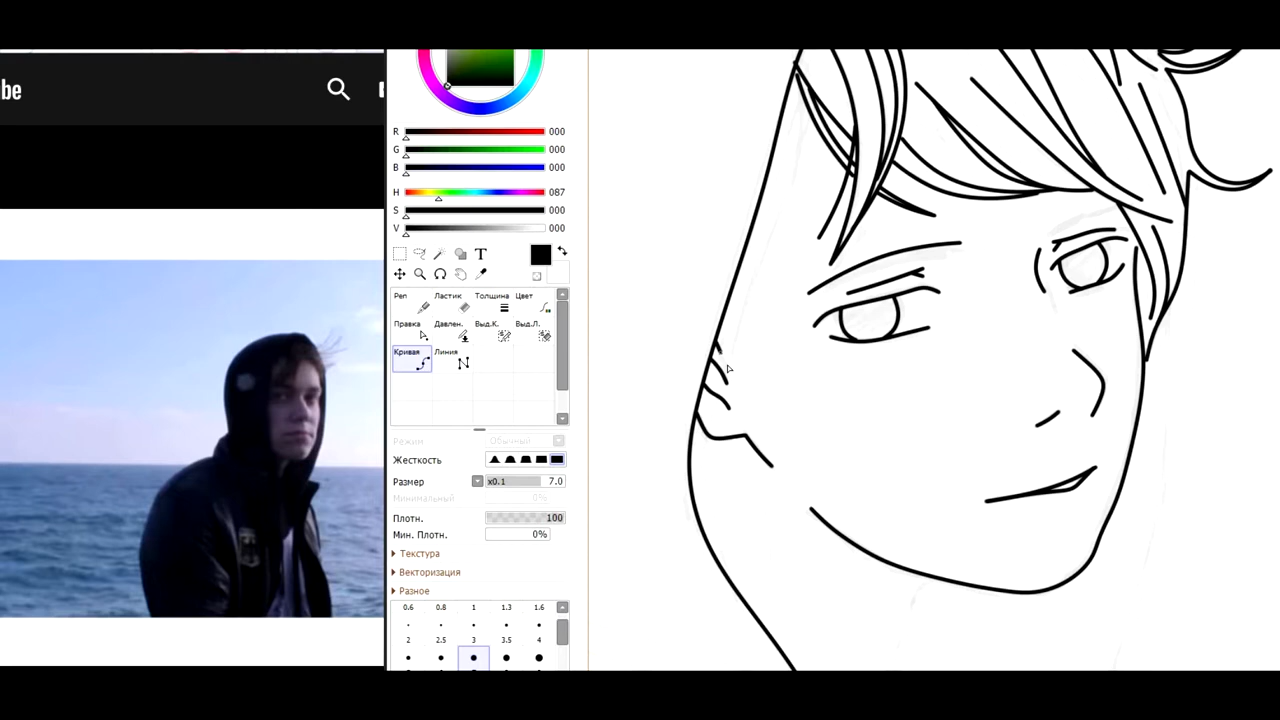 be
R 000
G 000
B 000
H 087
S 000
V 000
T
Pen Ластик Толщина Цвет
Правка Давлен. Выд.К. Выд.Л.
Кривая Линия
Режим Обычный
Жесткость
Размер x0.1 7.0
Минимальный 0%
Плотн. 100
Мин. Плотн. 0%
Текстура
Векторизация
Разное
0.6 0.8 1 1.3 1.6
2 2.5 3 3.5 4